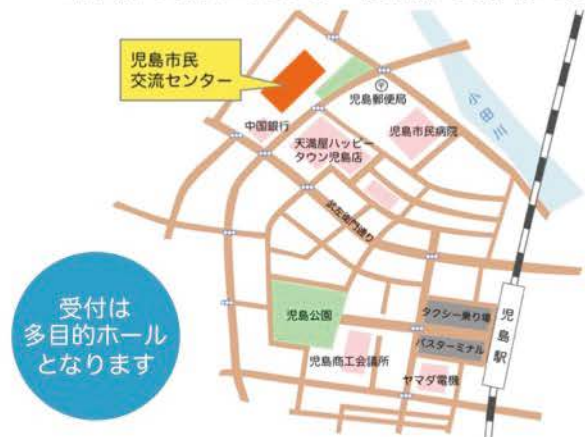 児島市民
交流センター
児島郵便局
小田川
中国銀行
天満屋ハッピー
タウン児島店
児島市民病院
武左衛門通り
受付は
多目的ホール
となります
児島公園
タクシー乗り場
バスターミナル
児島駅
児島商工会議所
ヤマダ電機